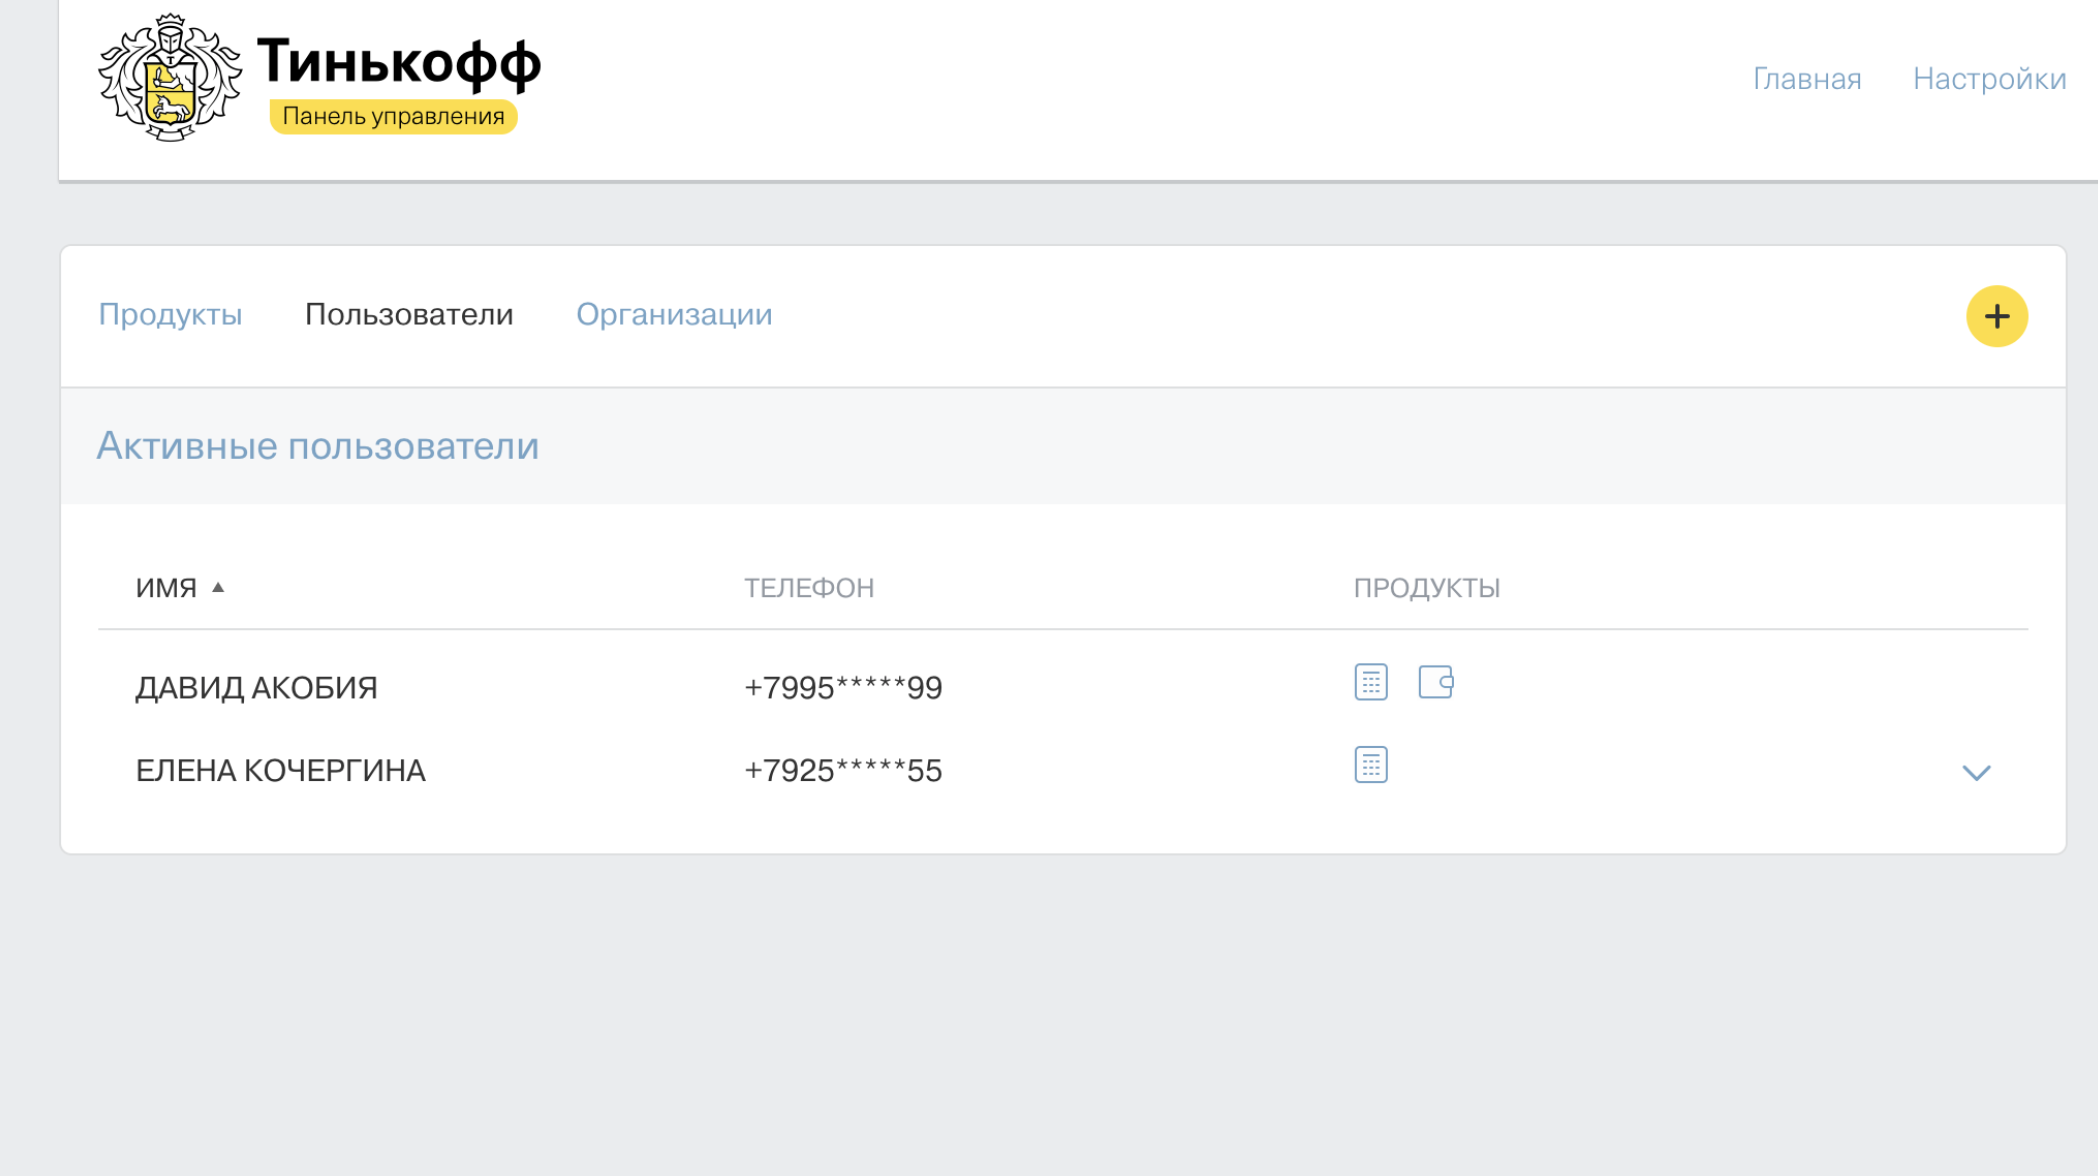 Тинькофф
Панель управления
Главная Настройки
Продукты Пользователи Организации
Активные пользователи
ИМЯ ТЕЛЕФОН ПРОДУКТЫ
ДАВИД АКОБИЯ +7995*****99
ЕЛЕНА КОЧЕРГИНА +7925*****55